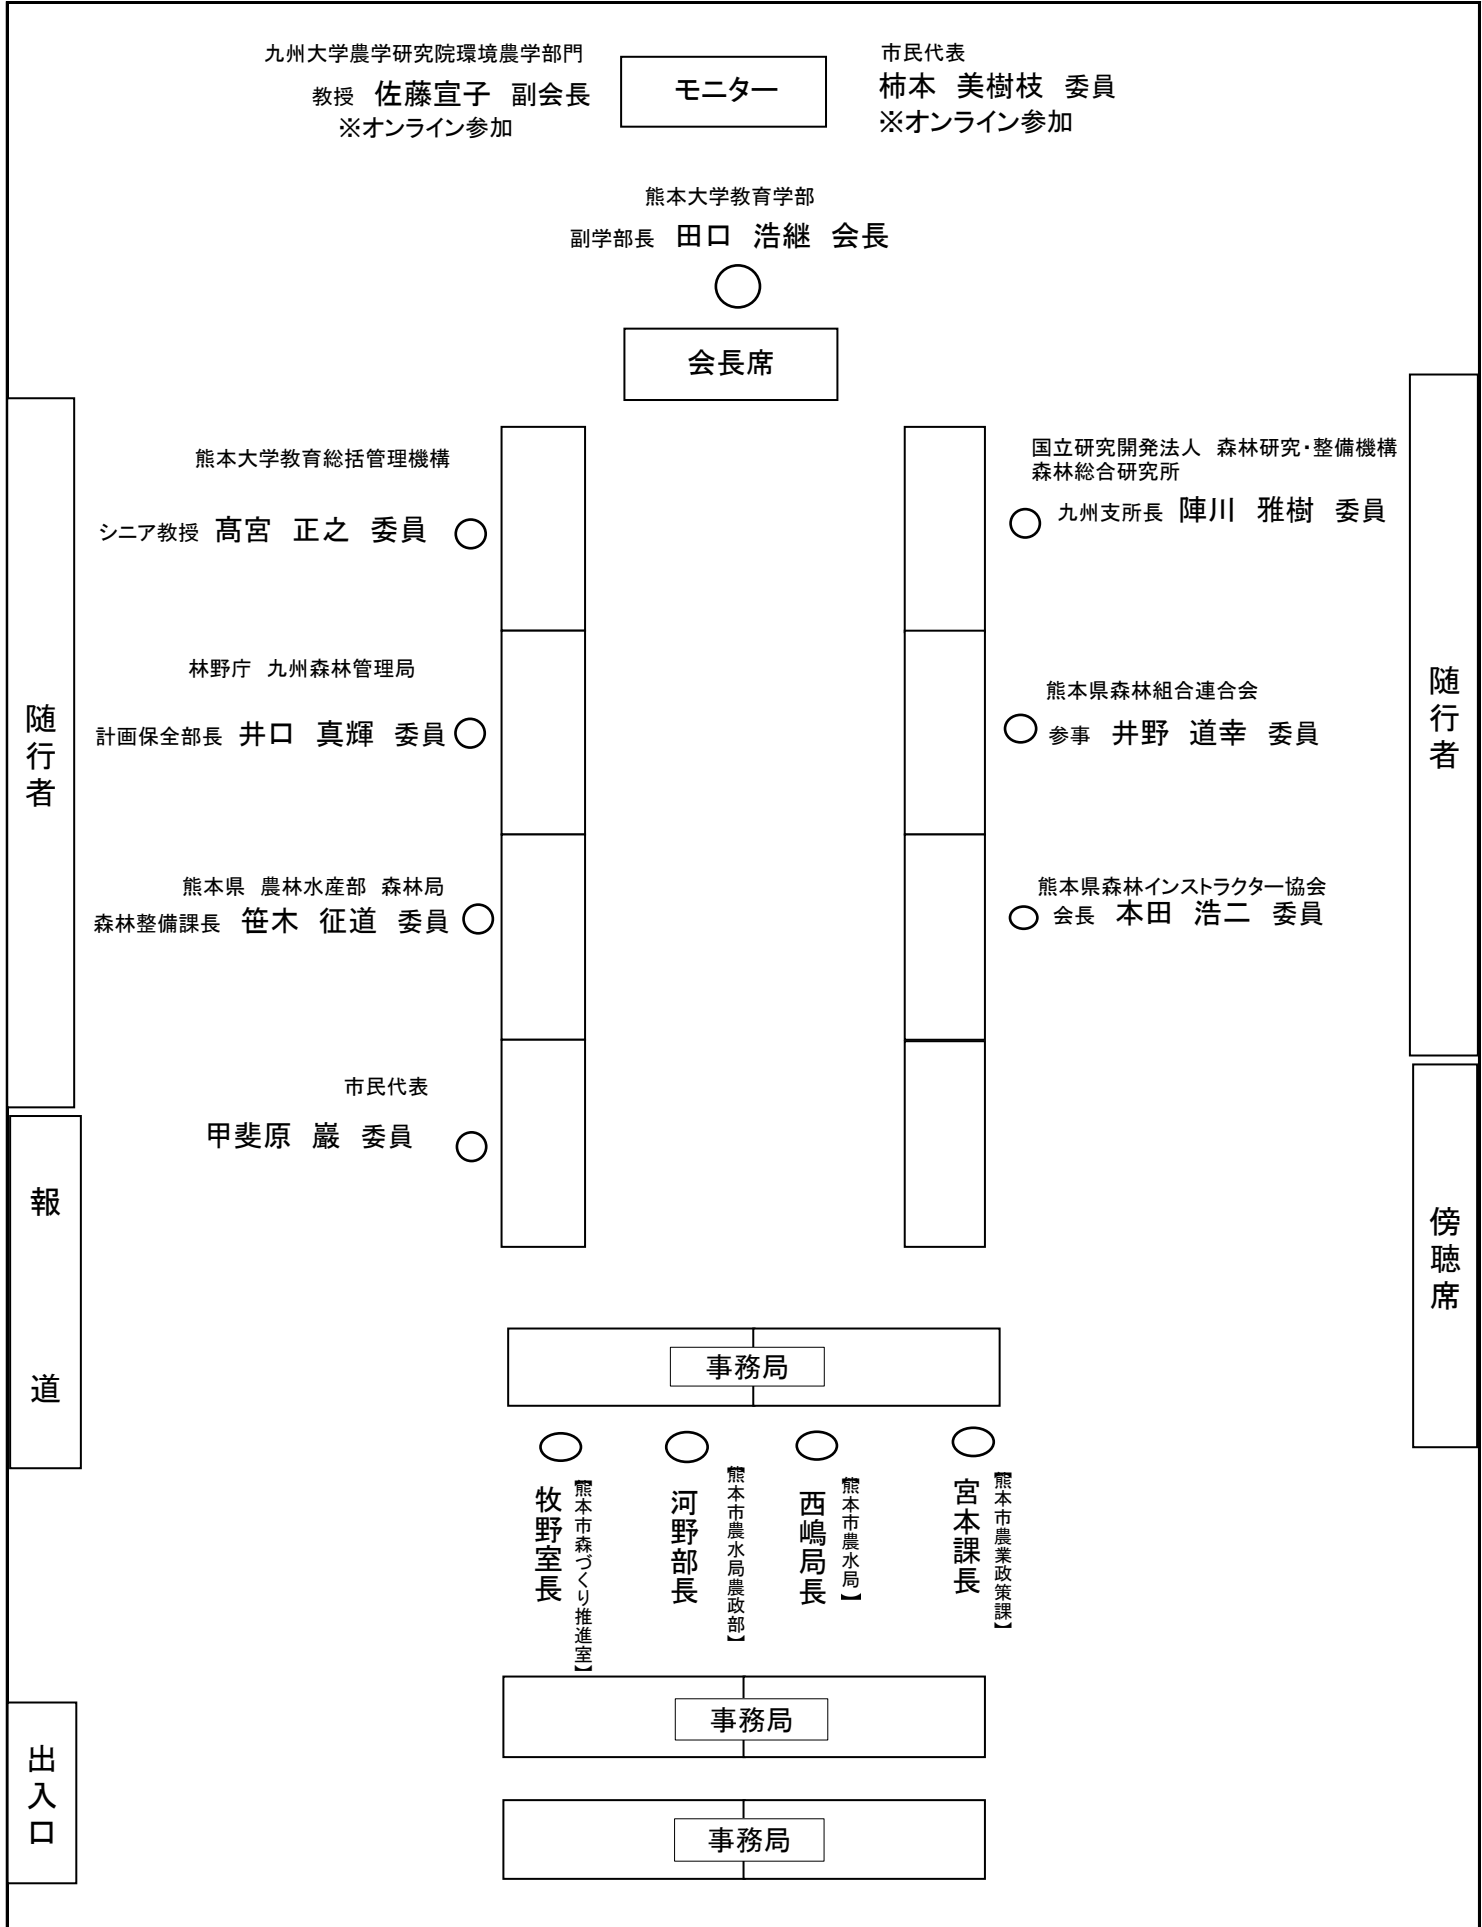 九州大学農学研究院環境農学部門
教授　佐藤宣子　副会長
※オンライン参加
モニター
市民代表
柿本　美樹枝　委員
※オンライン参加
熊本大学教育学部
副学部長　田口　浩継　会長
会長席
熊本大学教育総括管理機構
シニア教授　髙宮　正之　委員
林野庁　九州森林管理局
計画保全部長　井口　真輝　委員
熊本県　農林水産部　森林局
森林整備課長　笹木　征道　委員
市民代表
甲斐原　巖　委員
国立研究開発法人　森林研究・整備機構
森林総合研究所
九州支所長　陣川　雅樹　委員
熊本県森林組合連合会
参事　井野　道幸　委員
熊本県森林インストラクター協会
会長　本田　浩二　委員
随行者
随行者
報道
傍聴席
事務局
牧野室長
【熊本市森づくり推進室】
河野部長
【熊本市農水局農政部】
西嶋局長
【熊本市農水局】
宮本課長
【熊本市農業政策課】
事務局
事務局
出入口